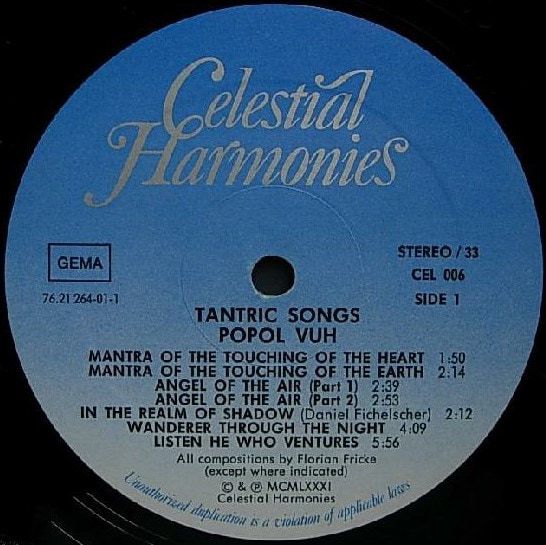 Celestial
Harmonies
GEMA
76.21264-01-1
STEREO / 33
CEL 006
SIDE 1
TANTRIC SONGS
POPOL VUH
MANTRA OF THE TOUCHING OF THE HEART 1:50
MANTRA OF THE TOUCHING OF THE EARTH 2:14
ANGEL OF THE AIR (Part 1) 2:39
ANGEL OF THE AIR (Part 2) 2:53
IN THE REALM OF SHADOW (Daniel Fichelscher) 2:12
WANDERER THROUGH THE NIGHT 4:09
LISTEN HE WHO VENTURES 5:56
All compositions by Florian Fricke
(except where indicated)
© & ℗ MCMLXXXI
Celestial Harmonies
Unauthorized duplication is a violation of applicable laws